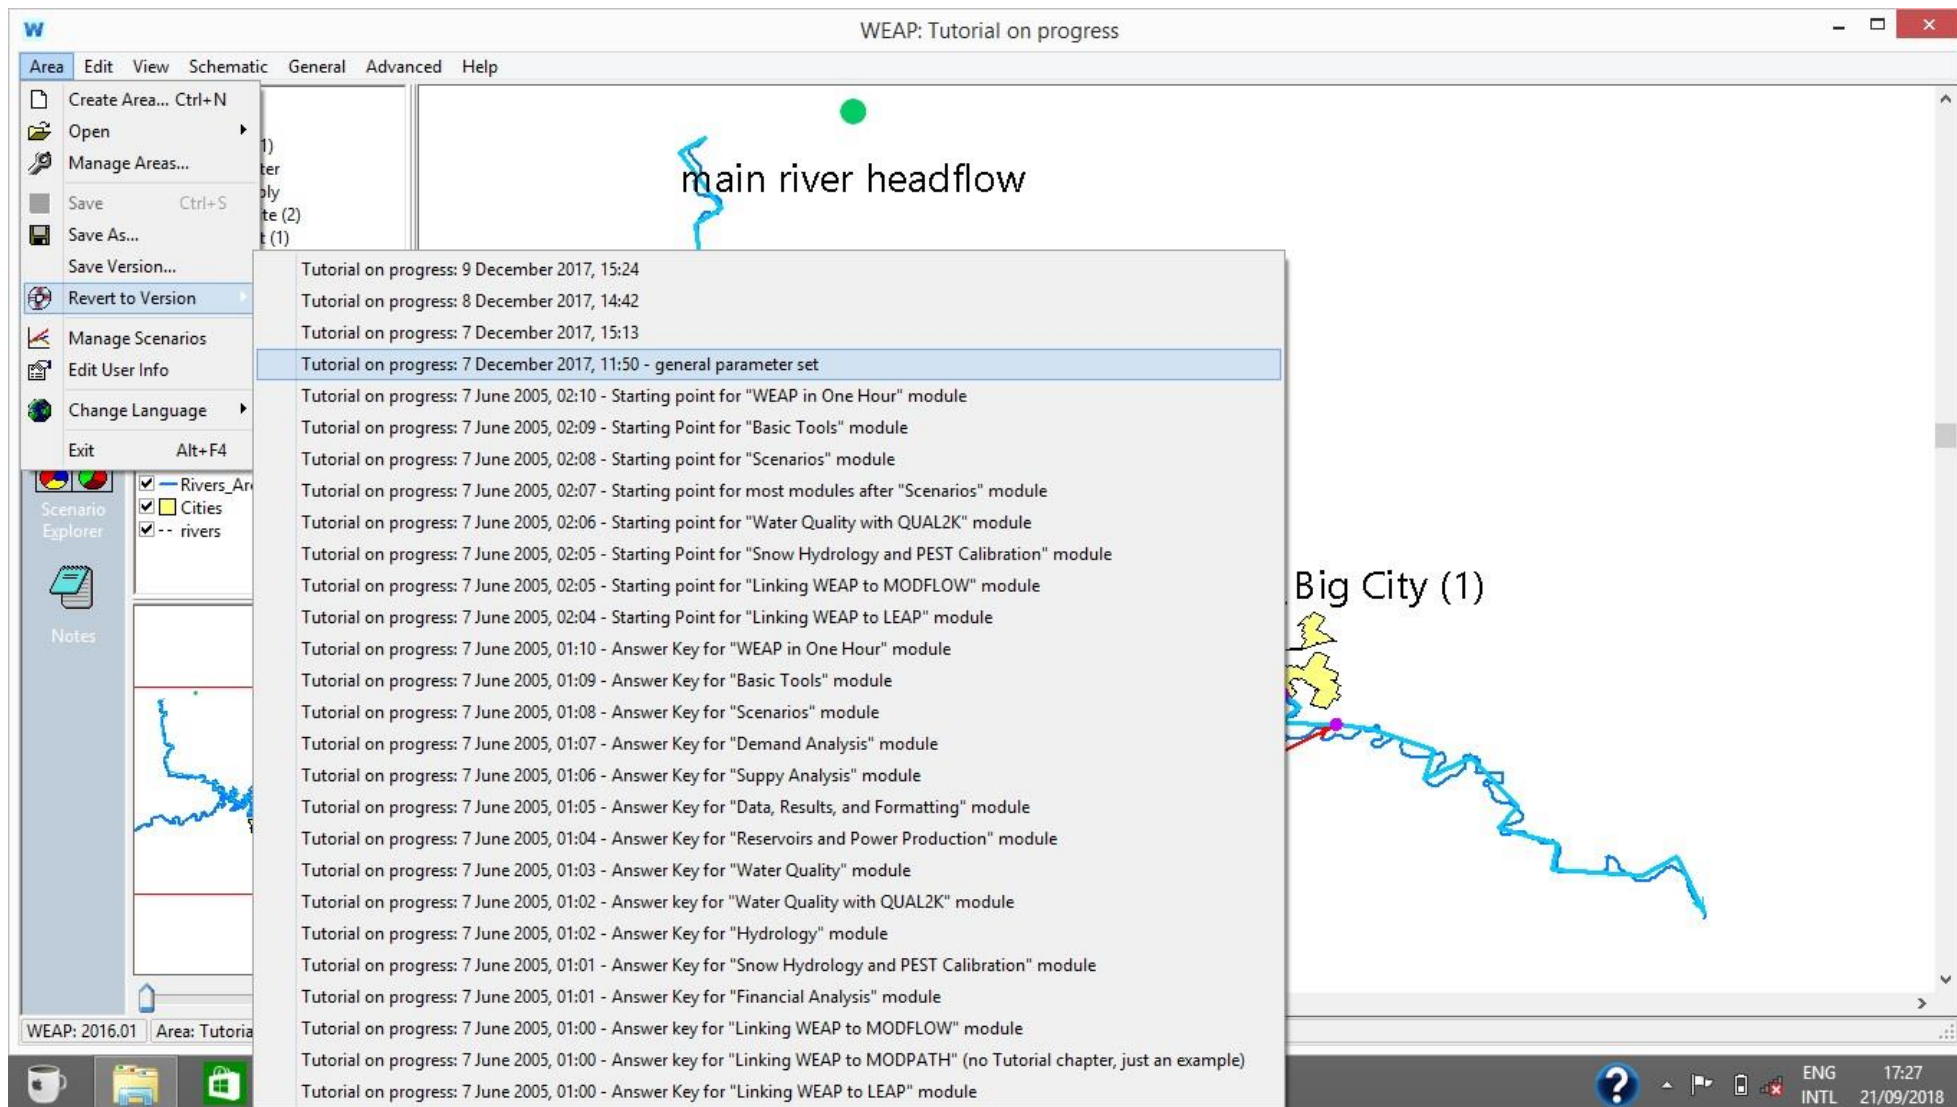 W
WEAP: Tutorial on progress
Area Edit View Schematic General Advanced Help
Create Area... Ctrl+N
Open
Manage Areas...
Save Ctrl+S
Save As...
Save Version...
Revert to Version
Manage Scenarios
Edit User Info
Change Language
Exit Alt+F4
1)
ter
ply
te (2)
t (1)
main river headflow
Tutorial on progress: 9 December 2017, 15:24
Tutorial on progress: 8 December 2017, 14:42
Tutorial on progress: 7 December 2017, 15:13
Tutorial on progress: 7 December 2017, 11:50 - general parameter set
Tutorial on progress: 7 June 2005, 02:10 - Starting point for "WEAP in One Hour" module
Tutorial on progress: 7 June 2005, 02:09 - Starting Point for "Basic Tools" module
Tutorial on progress: 7 June 2005, 02:08 - Starting point for "Scenarios" module
Tutorial on progress: 7 June 2005, 02:07 - Starting point for most modules after "Scenarios" module
Tutorial on progress: 7 June 2005, 02:06 - Starting point for "Water Quality with QUAL2K" module
Tutorial on progress: 7 June 2005, 02:05 - Starting Point for "Snow Hydrology and PEST Calibration" module
Tutorial on progress: 7 June 2005, 02:05 - Starting point for "Linking WEAP to MODFLOW" module
Tutorial on progress: 7 June 2005, 02:04 - Starting Point for "Linking WEAP to LEAP" module
Tutorial on progress: 7 June 2005, 01:10 - Answer Key for "WEAP in One Hour" module
Tutorial on progress: 7 June 2005, 01:09 - Answer Key for "Basic Tools" module
Tutorial on progress: 7 June 2005, 01:08 - Answer Key for "Scenarios" module
Tutorial on progress: 7 June 2005, 01:07 - Answer Key for "Demand Analysis" module
Tutorial on progress: 7 June 2005, 01:06 - Answer Key for "Suppy Analysis" module
Tutorial on progress: 7 June 2005, 01:05 - Answer Key for "Data, Results, and Formatting" module
Tutorial on progress: 7 June 2005, 01:04 - Answer Key for "Reservoirs and Power Production" module
Tutorial on progress: 7 June 2005, 01:03 - Answer Key for "Water Quality" module
Tutorial on progress: 7 June 2005, 01:02 - Answer key for "Water Quality with QUAL2K" module
Tutorial on progress: 7 June 2005, 01:02 - Answer Key for "Hydrology" module
Tutorial on progress: 7 June 2005, 01:01 - Answer Key for "Snow Hydrology and PEST Calibration" module
Tutorial on progress: 7 June 2005, 01:01 - Answer Key for "Financial Analysis" module
Tutorial on progress: 7 June 2005, 01:00 - Answer key for "Linking WEAP to MODFLOW" module
Tutorial on progress: 7 June 2005, 01:00 - Answer key for "Linking WEAP to MODPATH" (no Tutorial chapter, just an example)
Tutorial on progress: 7 June 2005, 01:00 - Answer Key for "Linking WEAP to LEAP" module
Scenario
Explorer
Notes
Rivers_Are
Cities
rivers
Big City (1)
WEAP: 2016.01 Area: Tutoria
ENG
INTL
17:27
21/09/2018